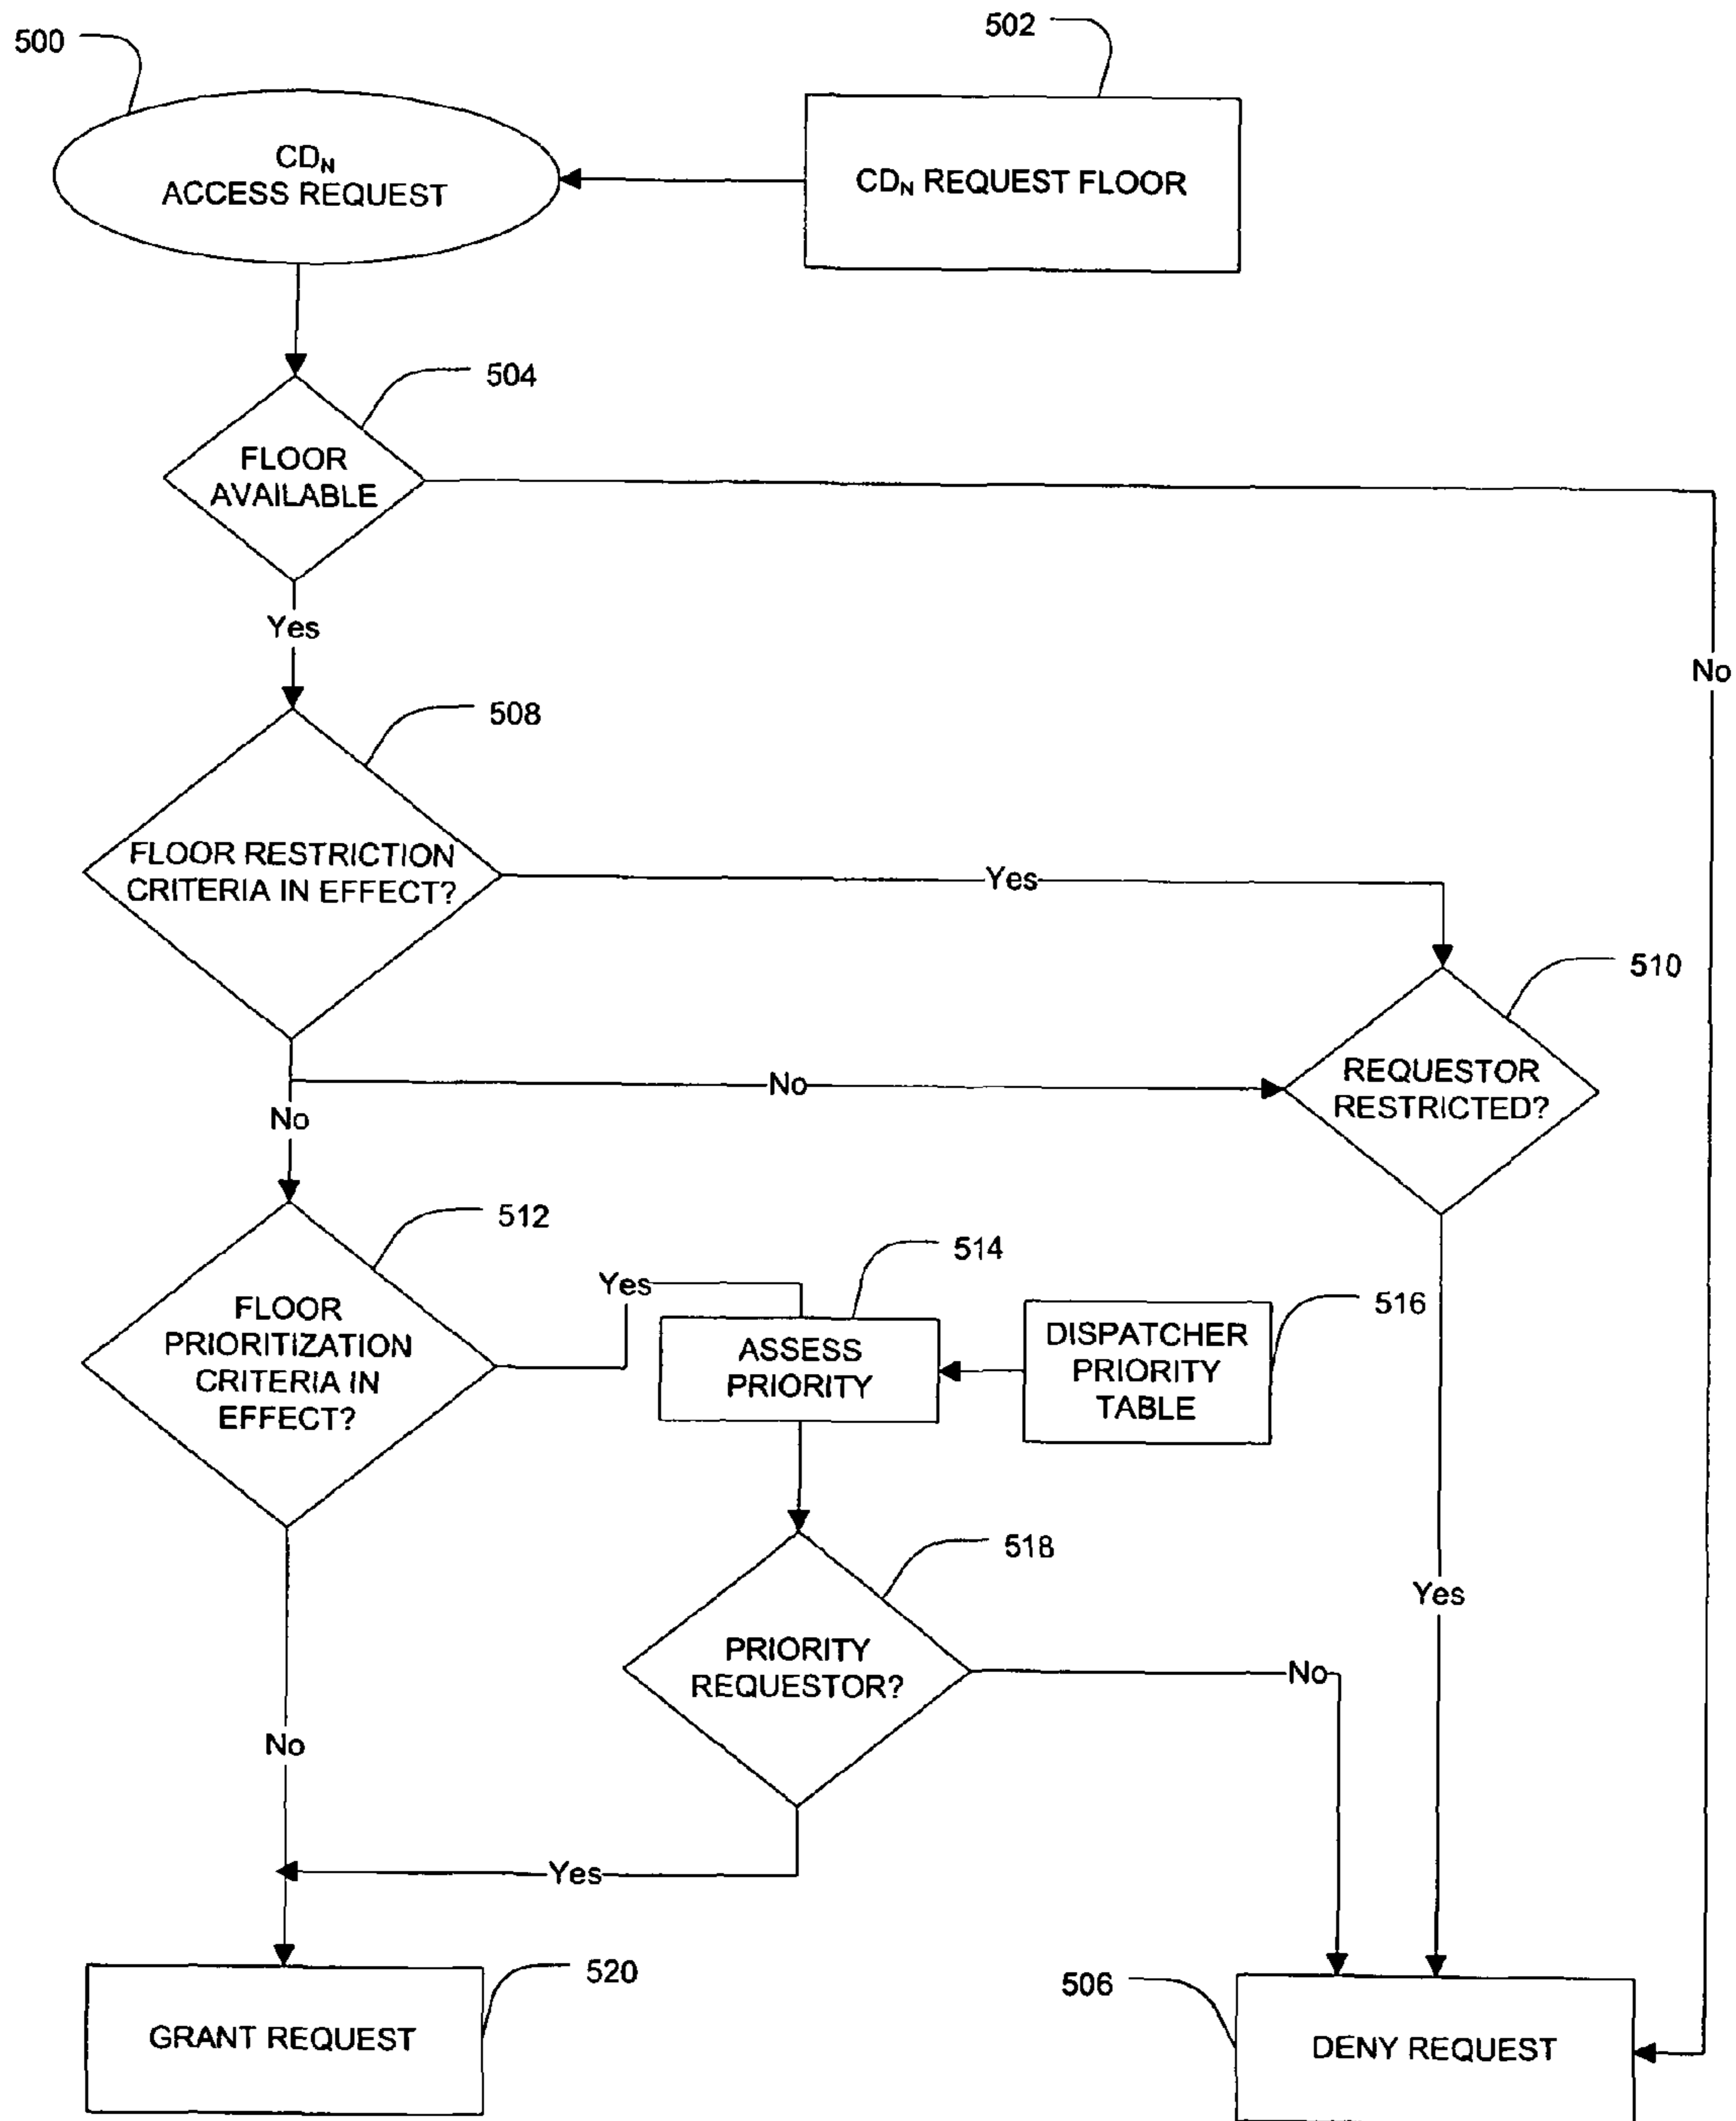 500
502
CDN
ACCESS REQUEST
CDN REQUEST FLOOR
504
FLOOR
AVAILABLE
Yes
No
508
FLOOR RESTRICTION
CRITERIA IN EFFECT?
Yes
510
REQUESTOR
RESTRICTED?
No
No
512
FLOOR
PRIORITIZATION
CRITERIA IN
EFFECT?
Yes
514
ASSESS
PRIORITY
516
DISPATCHER
PRIORITY
TABLE
518
PRIORITY
REQUESTOR?
Yes
No
No
Yes
520
GRANT REQUEST
506
DENY REQUEST